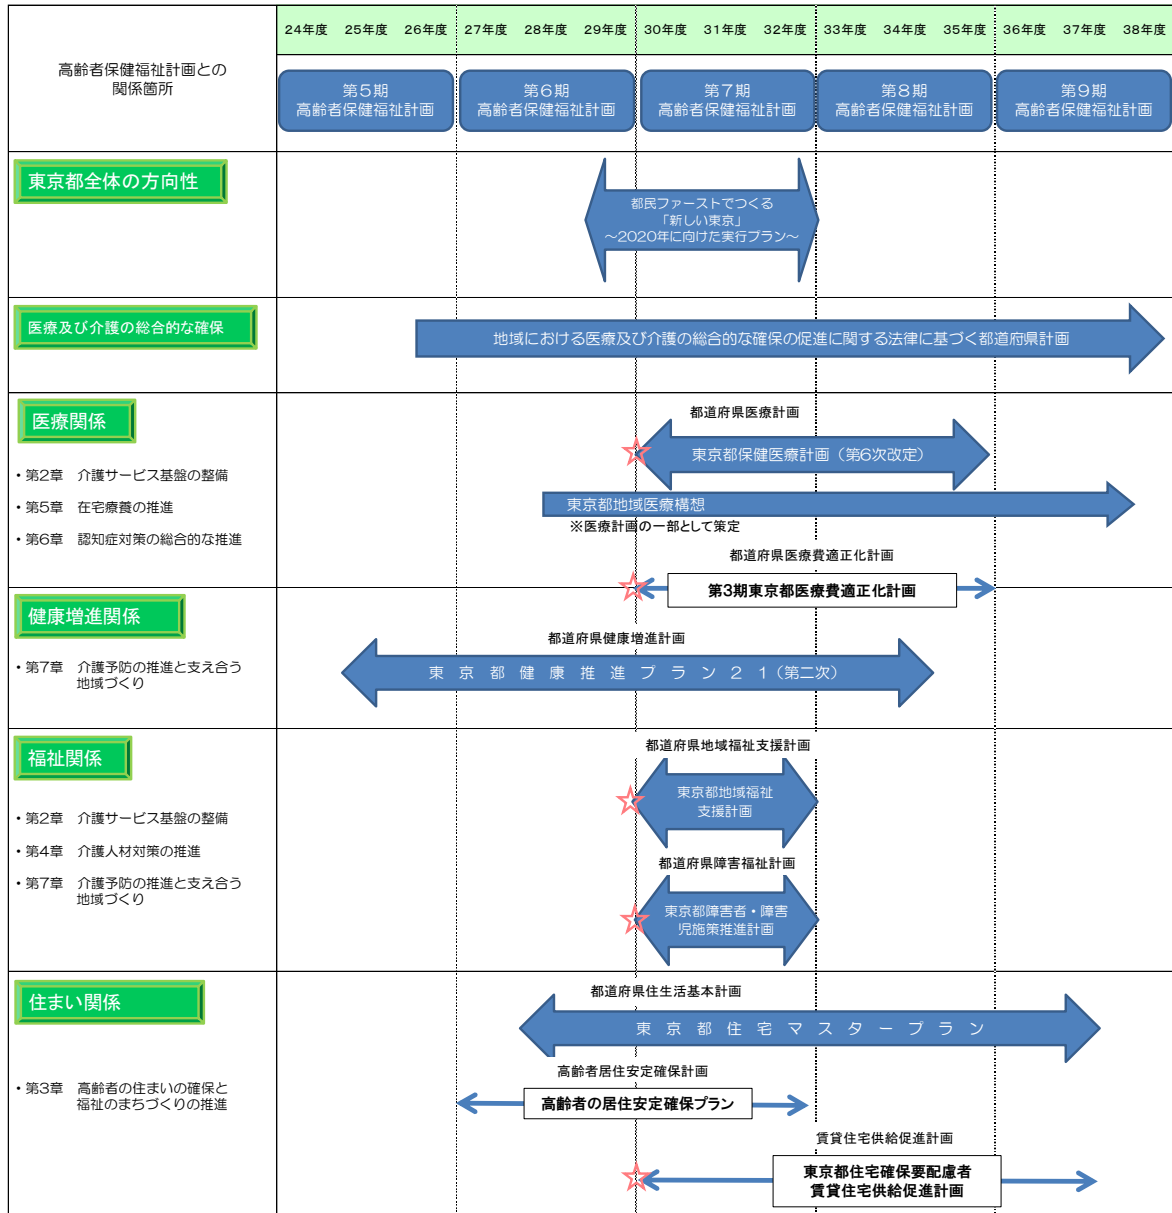 高齢者保健福祉計画との
関係箇所
24年度 25年度 26年度 27年度 28年度 29年度 30年度 31年度 32年度 33年度 34年度 35年度 36年度 37年度 38年度
第5期
高齢者保健福祉計画
第6期
高齢者保健福祉計画
第7期
高齢者保健福祉計画
第8期
高齢者保健福祉計画
第9期
高齢者保健福祉計画
東京都全体の方向性
都民ファーストでつくる
「新しい東京」
～2020年に向けた実行プラン～
医療及び介護の総合的な確保
地域における医療及び介護の総合的な確保の促進に関する法律に基づく都道府県計画
医療関係
・第2章 介護サービス基盤の整備
・第5章 在宅療養の推進
・第6章 認知症対策の総合的な推進
都道府県医療計画
東京都保健医療計画（第6次改定）
東京都地域医療構想
※医療計画の一部として策定
都道府県医療費適正化計画
第3期東京都医療費適正化計画
健康増進関係
・第7章 介護予防の推進と支え合う
地域づくり
都道府県健康増進計画
東京都健康推進プラン21（第二次）
福祉関係
・第2章 介護サービス基盤の整備
・第4章 介護人材対策の推進
・第7章 介護予防の推進と支え合う
地域づくり
都道府県地域福祉支援計画
東京都地域福祉
支援計画
都道府県障害福祉計画
東京都障害者・障害
児施策推進計画
住まい関係
・第3章 高齢者の住まいの確保と
福祉のまちづくりの推進
都道府県住生活基本計画
東京都住宅マスタープラン
高齢者居住安定確保計画
高齢者の居住安定確保プラン
賃貸住宅供給促進計画
東京都住宅確保要配慮者
賃貸住宅供給促進計画